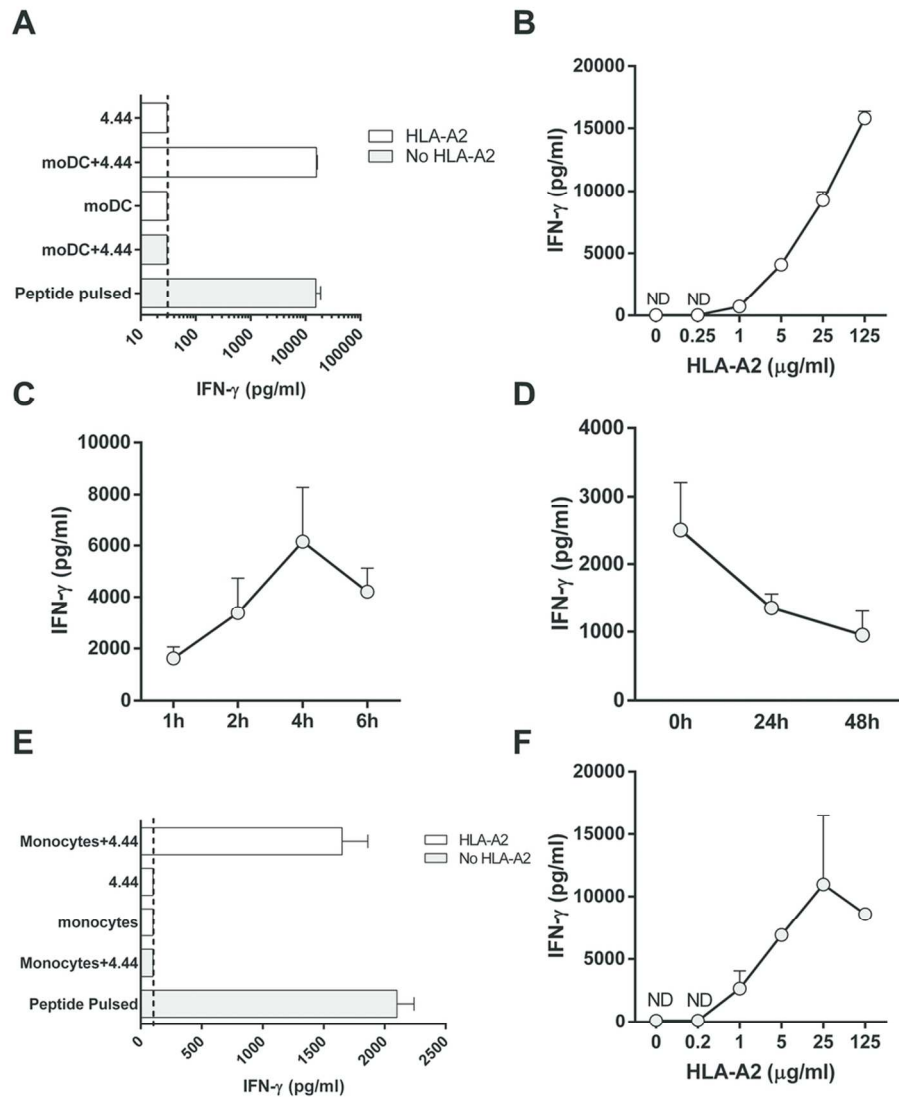 A
4.44
moDC+4.44
moDC
moDC+4.44
Peptide pulsed
10
100
1000
10000
100000
IFN-γ (pg/ml)
HLA-A2
No HLA-A2
B
20000
15000
10000
5000
0
IFN-γ (pg/ml)
ND
ND
0 0.25 1 5 25 125
HLA-A2 (μg/ml)
C
10000
8000
6000
4000
2000
0
IFN-γ (pg/ml)
1h 2h 4h 6h
D
4000
3000
2000
1000
0
IFN-γ (pg/ml)
0h 24h 48h
E
Monocytes+4.44
4.44
monocytes
Monocytes+4.44
Peptide Pulsed
0
500
1000
1500
2000
2500
IFN-γ (pg/ml)
HLA-A2
No HLA-A2
F
20000
15000
10000
5000
0
IFN-γ (pg/ml)
ND
ND
0 0.2 1 5 25 125
HLA-A2 (μg/ml)